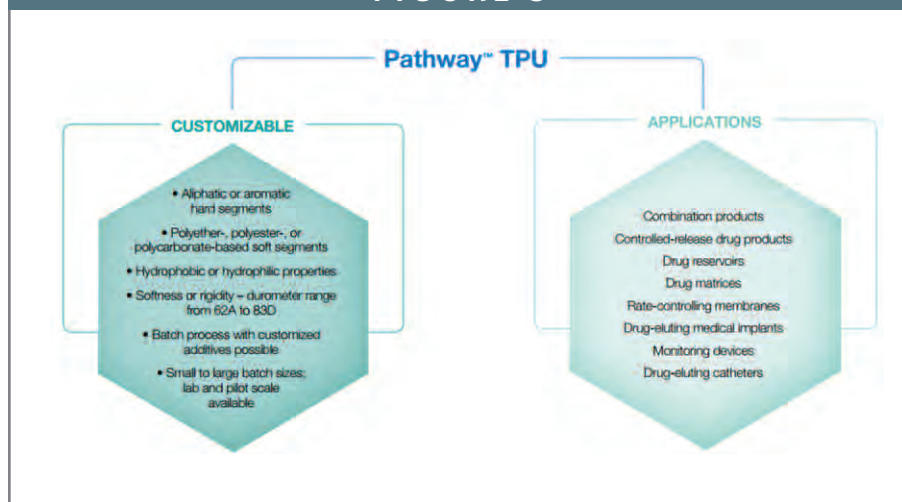 Pathway™ TPU
CUSTOMIZABLE
• Aliphatic or aromatic
hard segments
• Polyether-, polyester-, or
polycarbonate-based soft segments
• Hydrophobic or hydrophilic properties
• Softness or rigidity – durometer range
from 62A to 83D
• Batch process with customized
additives possible
• Small to large batch sizes;
lab and pilot scale
available
APPLICATIONS
Combination products
Controlled-release drug products
Drug reservoirs
Drug matrices
Rate-controlling membranes
Drug-eluting medical implants
Monitoring devices
Drug-eluting catheters